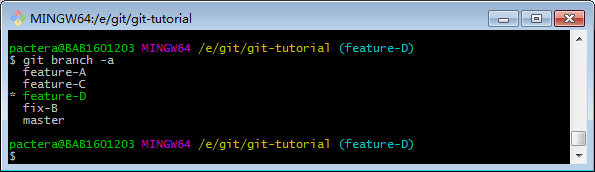 MINGW64:/e/git/git-tutorial
pactera@BAB1601203 MINGW64 /e/git/git-tutorial (feature-D)
$ git branch -a
  feature-A
  feature-C
* feature-D
  fix-B
  master
pactera@BAB1601203 MINGW64 /e/git/git-tutorial (feature-D)
$